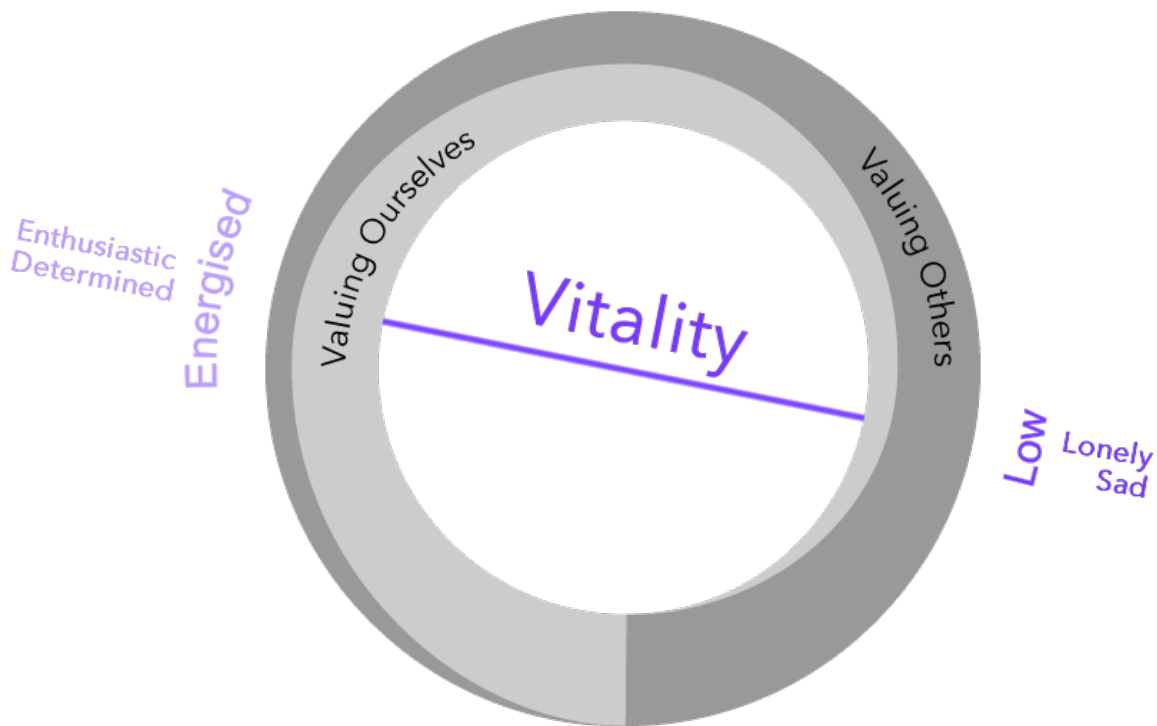 Enthusiastic
Determined
Energised
Valuing Ourselves
Vitality
Valuing Others
Low
Lonely
Sad